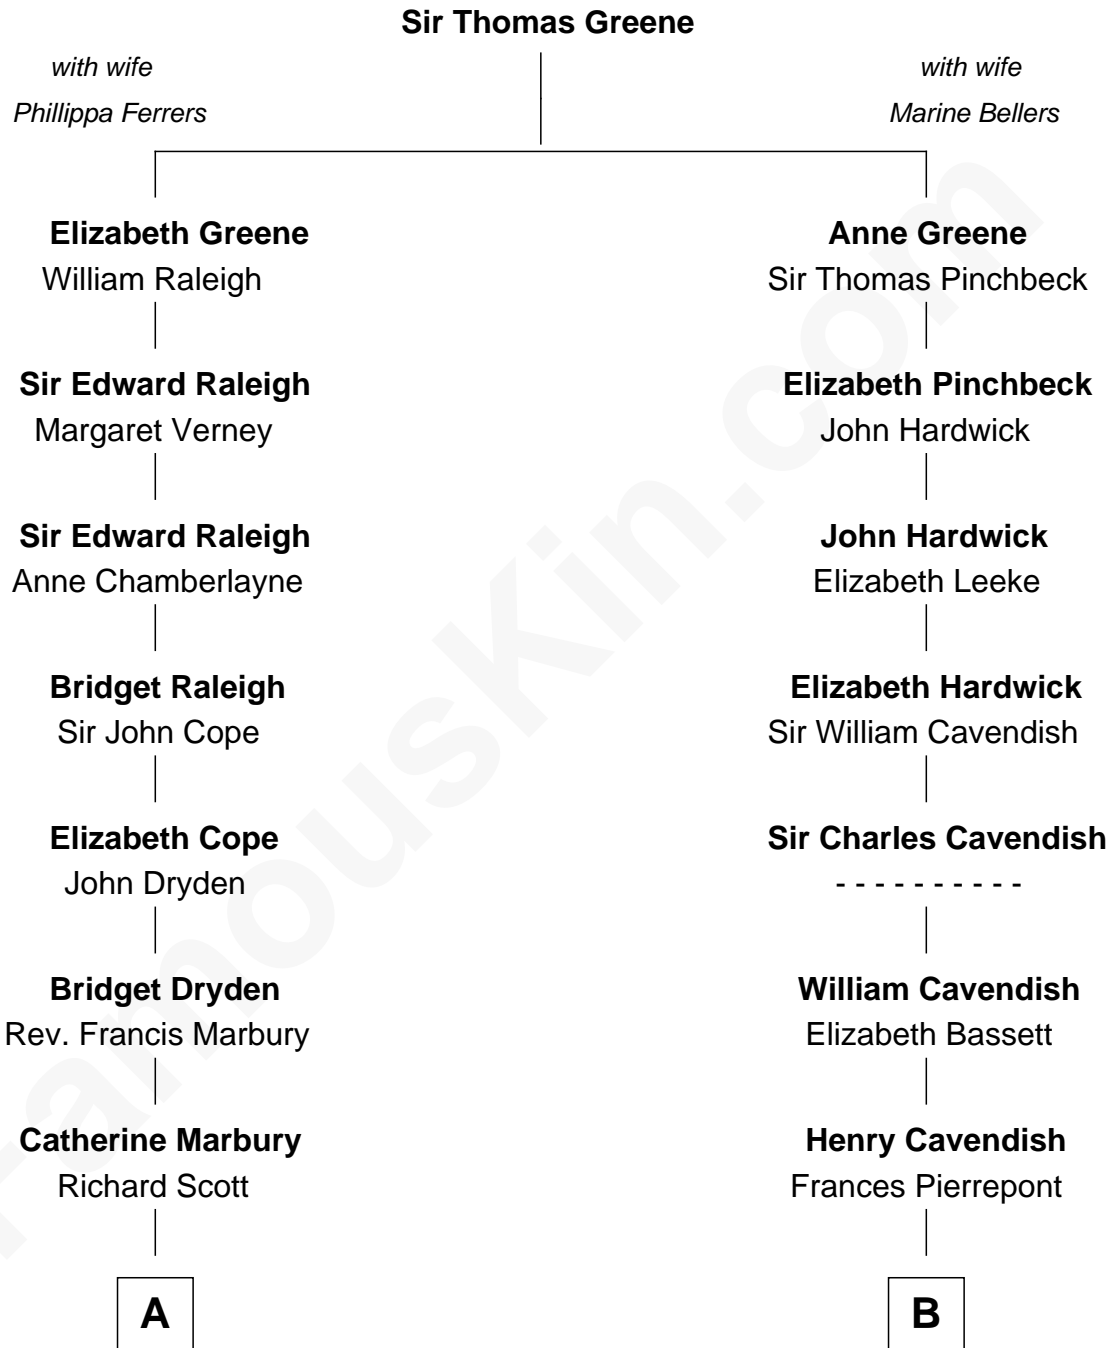 Sir Thomas Greene
with wife
Phillippa Ferrers
with wife
Marine Bellers
Elizabeth Greene
William Raleigh
Anne Greene
Sir Thomas Pinchbeck
Sir Edward Raleigh
Margaret Verney
Elizabeth Pinchbeck
John Hardwick
Sir Edward Raleigh
Anne Chamberlayne
John Hardwick
Elizabeth Leeke
Bridget Raleigh
Sir John Cope
Elizabeth Hardwick
Sir William Cavendish
Elizabeth Cope
John Dryden
Sir Charles Cavendish
- - - - - - - - - -
Bridget Dryden
Rev. Francis Marbury
William Cavendish
Elizabeth Bassett
Catherine Marbury
Richard Scott
Henry Cavendish
Frances Pierrepont
A
B
FamousKin.com